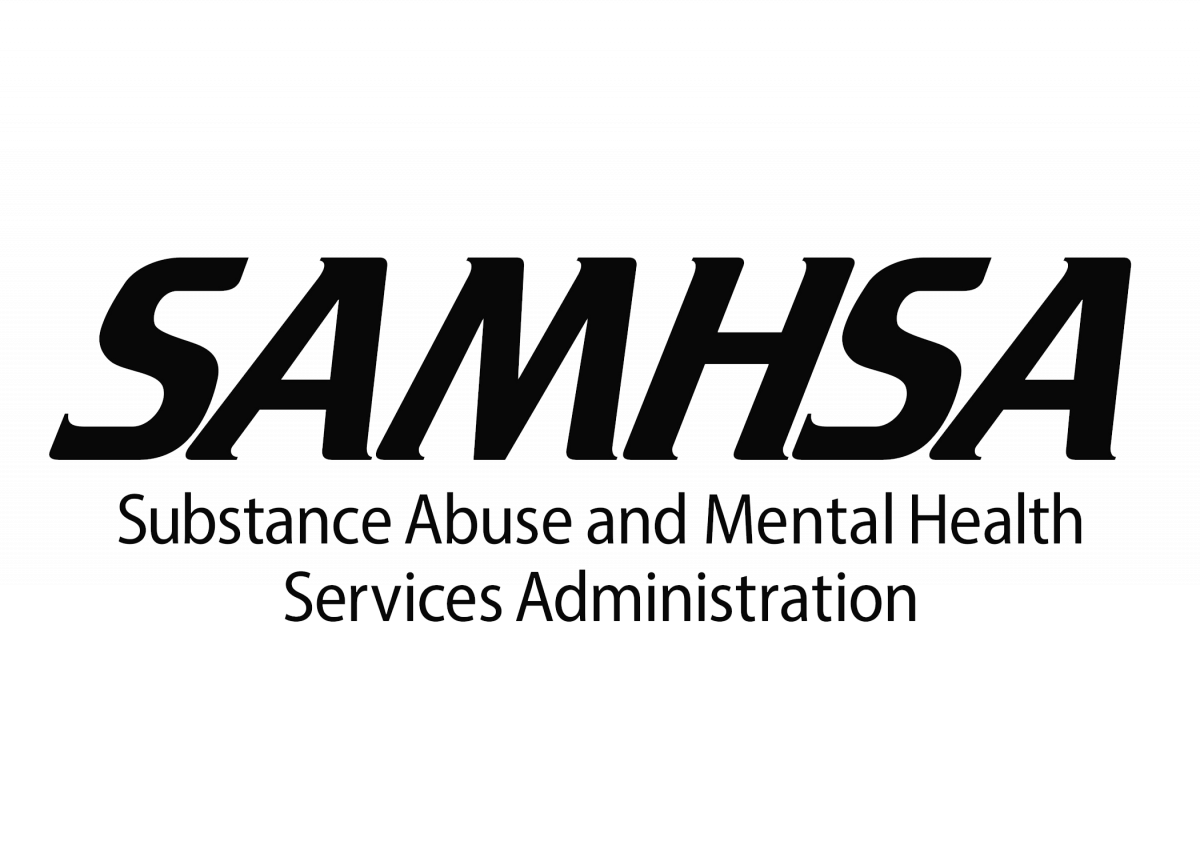 SAMHSA
Substance Abuse and Mental Health
Services Administration